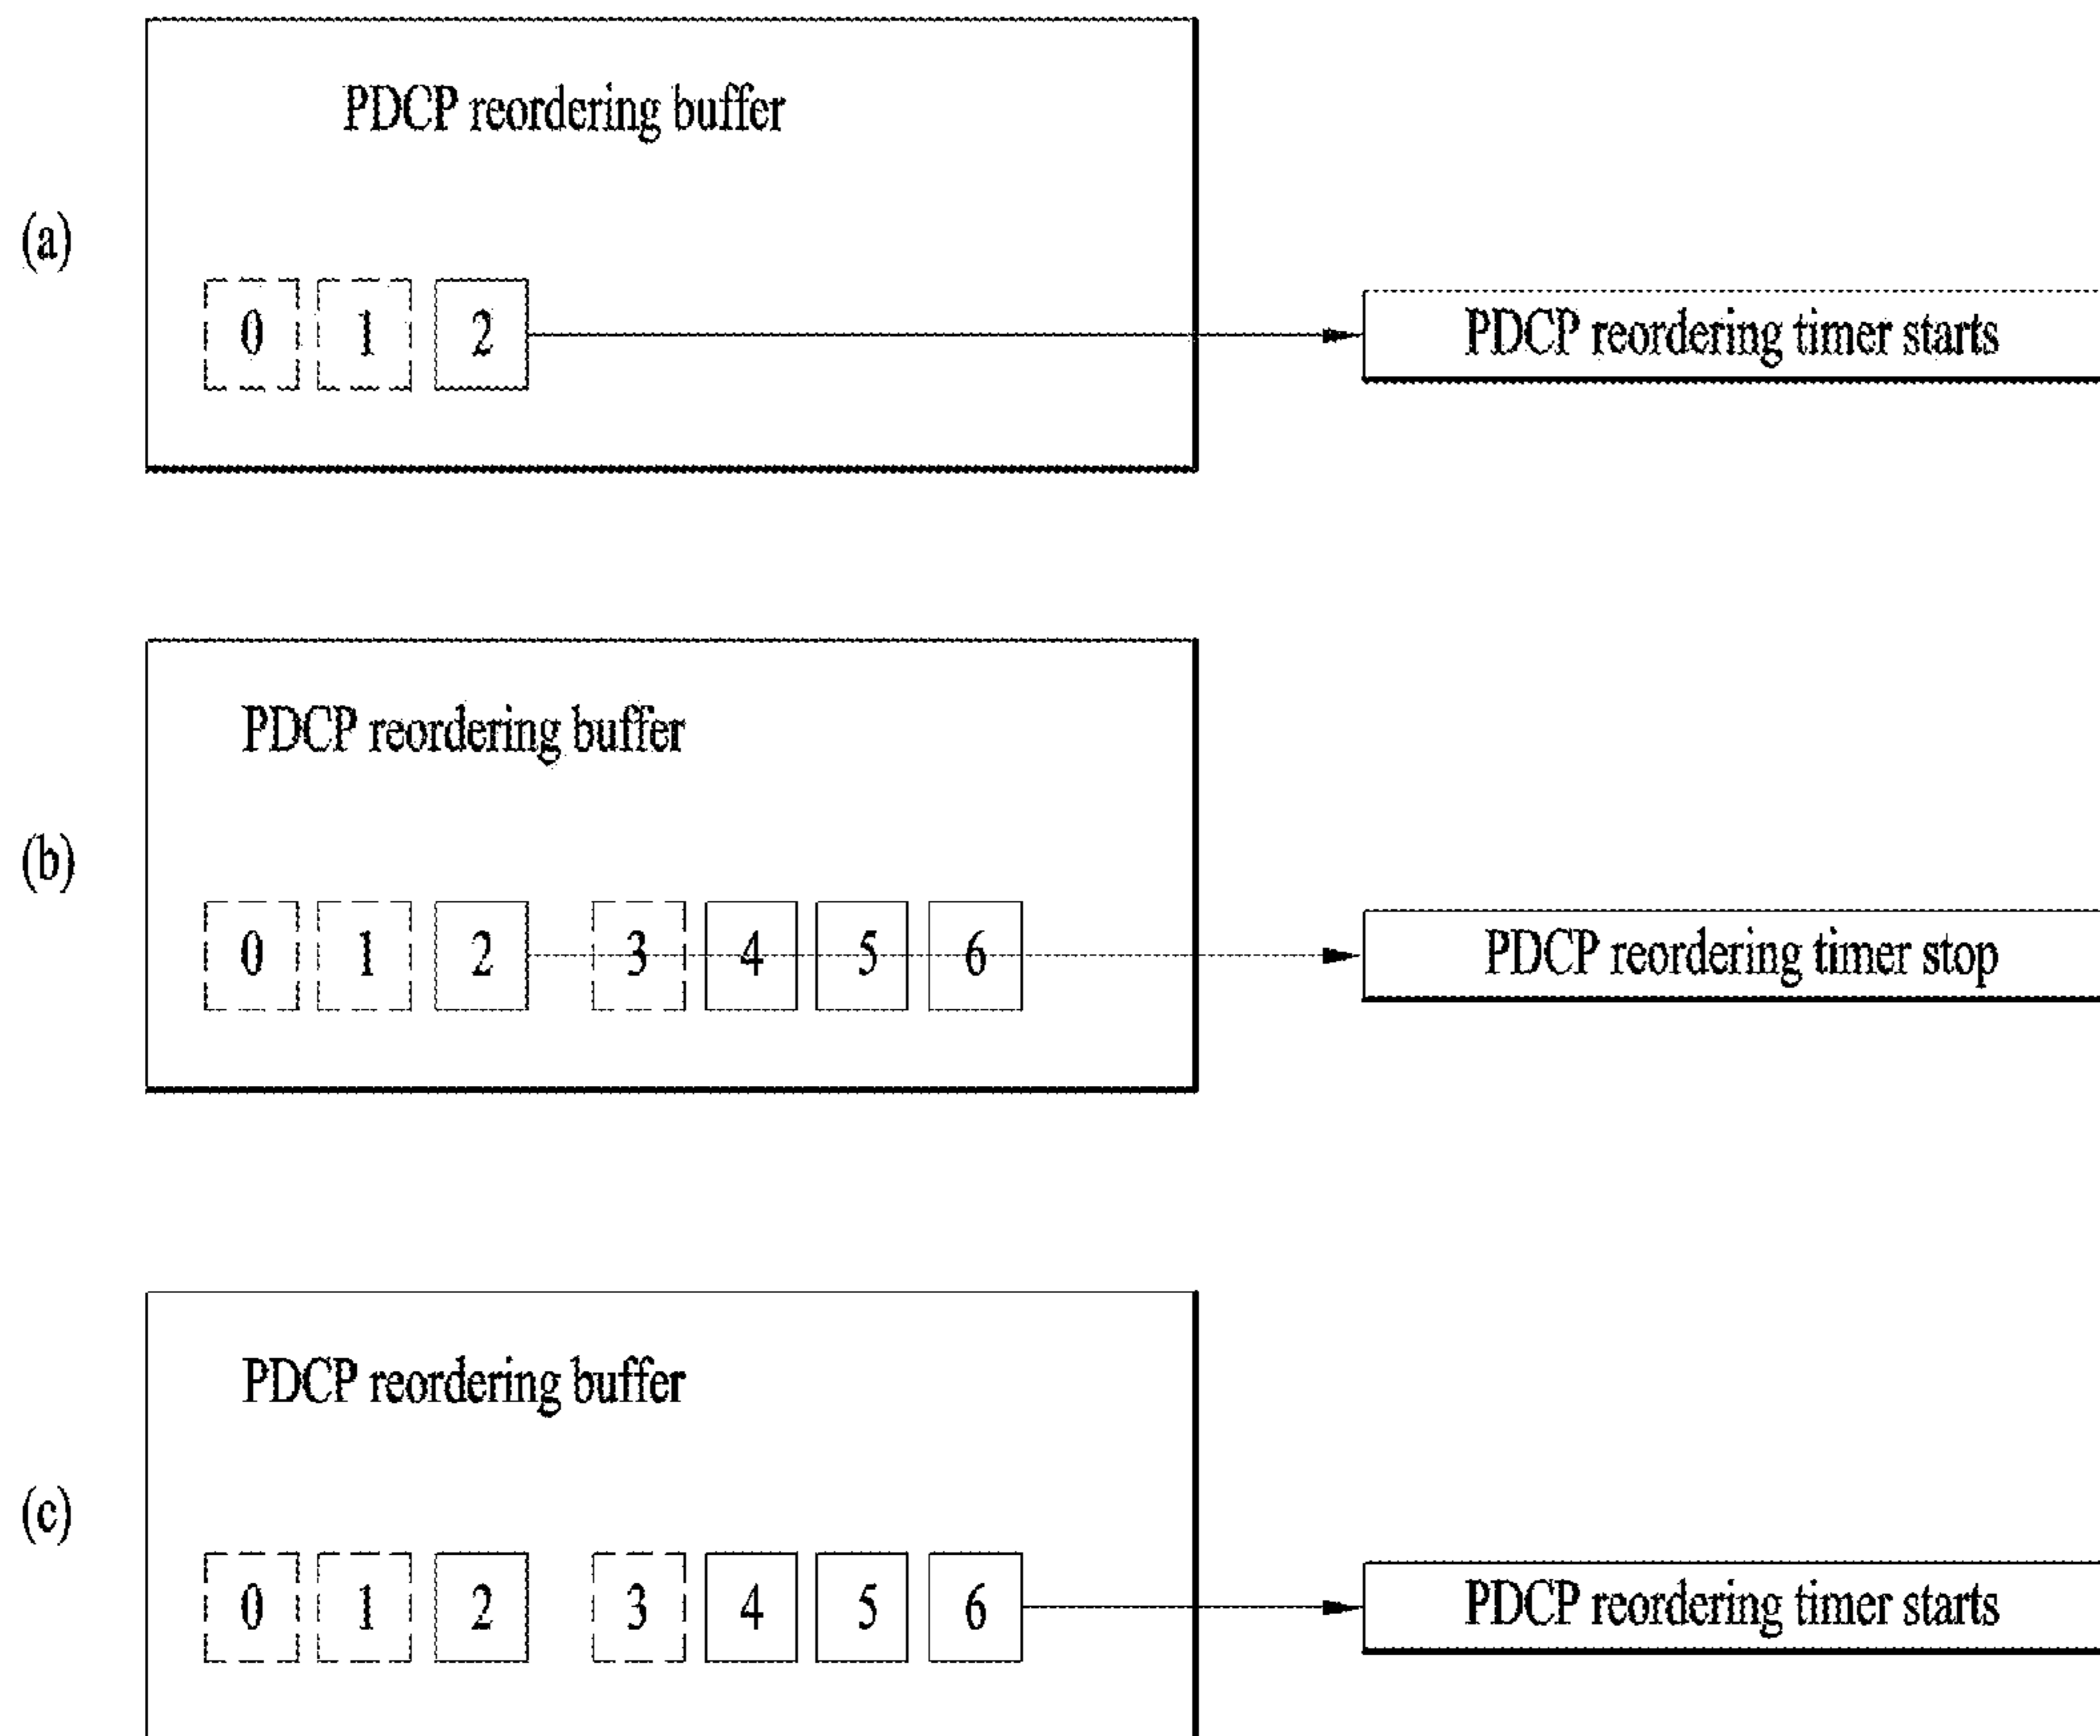 PDCP reordering buffer
(a)
0 1 2
PDCP reordering timer starts
PDCP reordering buffer
(b)
0 1 2 3 4 5 6
PDCP reordering timer stop
PDCP reordering buffer
(c)
0 1 2 3 4 5 6
PDCP reordering timer starts